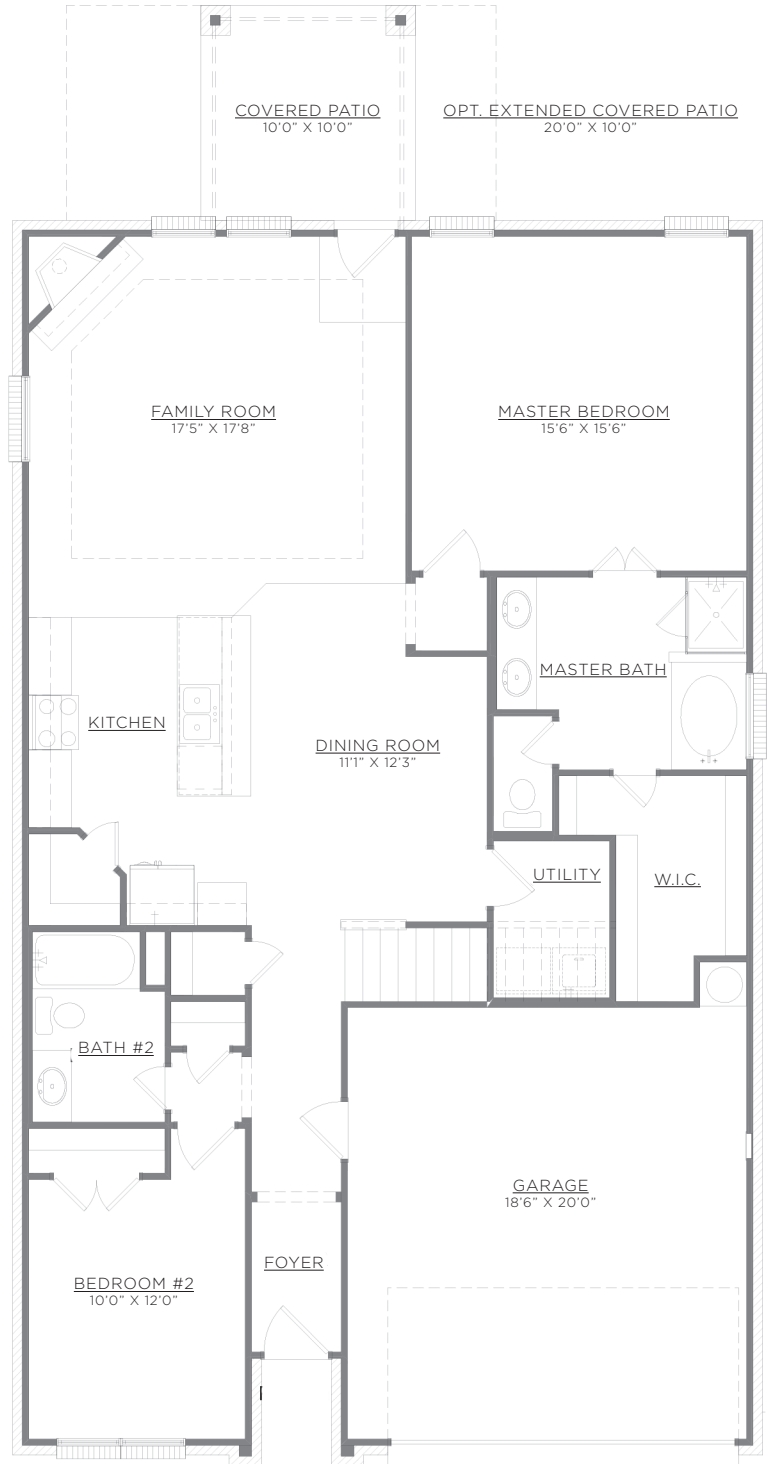 COVERED PATIO
10'0" X 10'0"
OPT. EXTENDED COVERED PATIO
20'0" X 10'0"
FAMILY ROOM
17'5" X 17'8"
MASTER BEDROOM
15'6" X 15'6"
MASTER BATH
KITCHEN
DINING ROOM
11'1" X 12'3"
UTILITY
W.I.C.
BATH #2
GARAGE
18'6" X 20'0"
FOYER
BEDROOM #2
10'0" X 12'0"